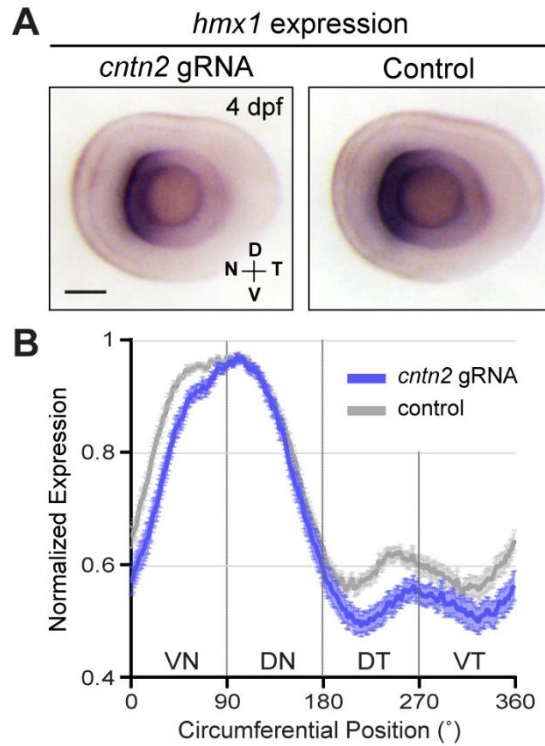 A
hmx1 expression
cntn2 gRNA
Control
4 dpf
D
N T
V
B
1
0.8
0.6
0.4
Normalized Expression
cntn2 gRNA
control
VN DN DT VT
0 90 180 270 360
Circumferential Position (°)